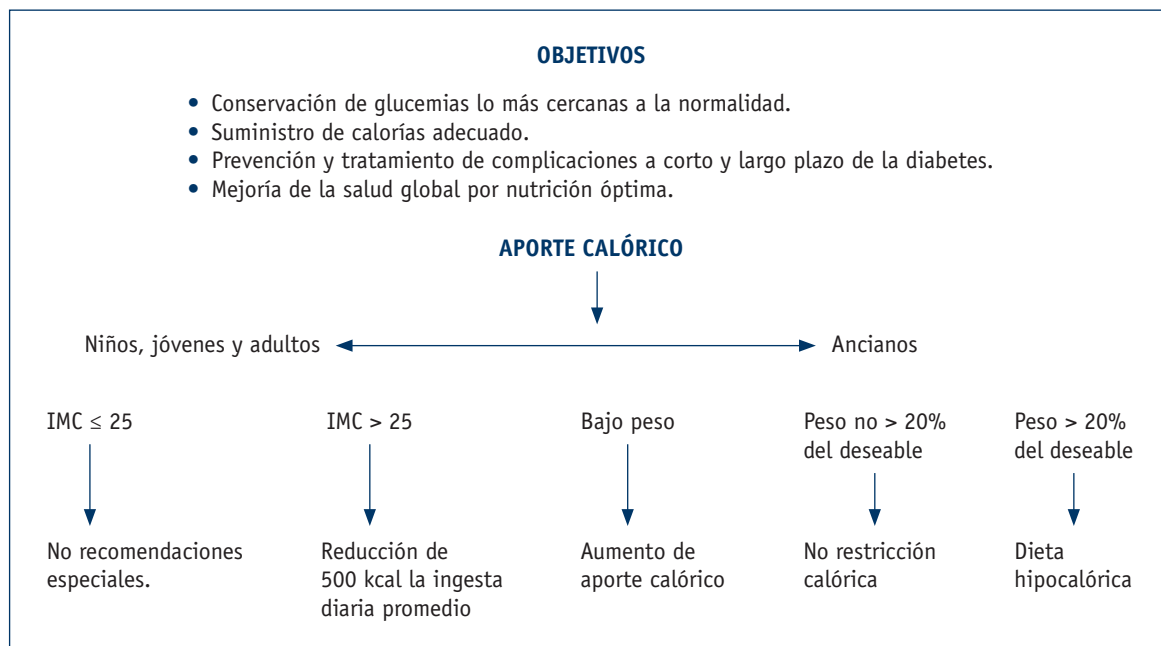 OBJETIVOS
• Conservación de glucemias lo más cercanas a la normalidad.
• Suministro de calorías adecuado.
• Prevención y tratamiento de complicaciones a corto y largo plazo de la diabetes.
• Mejoría de la salud global por nutrición óptima.
APORTE CALÓRICO
Niños, jóvenes y adultos
Ancianos
IMC ≤ 25
No recomendaciones
especiales.
IMC > 25
Reducción de
500 kcal la ingesta
diaria promedio
Bajo peso
Aumento de
aporte calórico
Peso no > 20%
del deseable
No restricción
calórica
Peso > 20%
del deseable
Dieta
hipocalórica